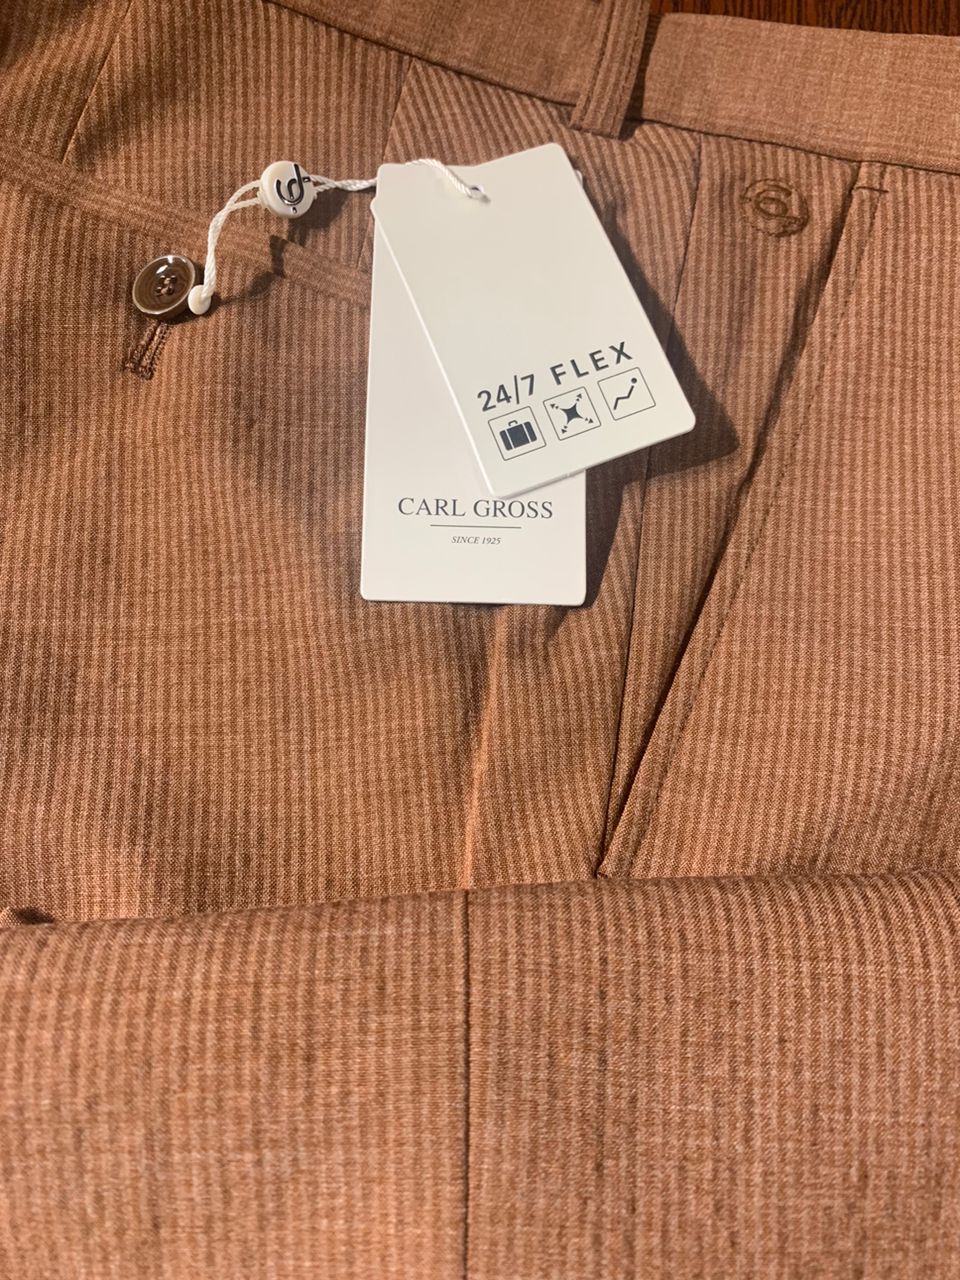 24/7 FLEX
CARL GROSS
SINCE 1925